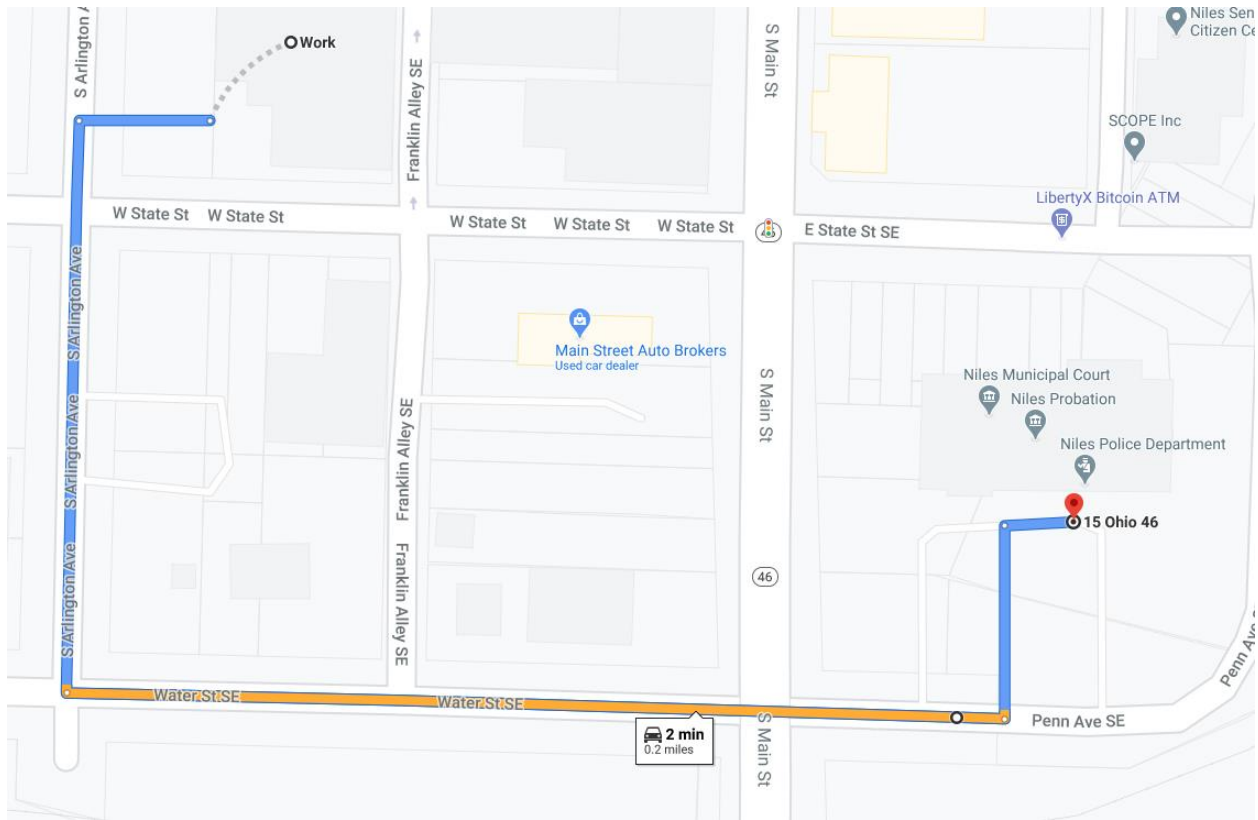 S Arlington A
Work
Franklin Alley SE
S Main St
Niles Sen
Citizen Ce
SCOPE Inc
LibertyX Bitcoin ATM
W State St
W State St
W State St
W State St
W State St
E State St SE
S Arlington Ave
S Arlington Ave
S Arlington Ave
Main Street Auto Brokers
Used car dealer
S Main St
Franklin Alley SE
Franklin Alley SE
Niles Municipal Court
Niles Probation
Niles Police Department
15 Ohio 46
46
Water St SE
Water St SE
2 min
0.2 miles
S Main St
Penn Ave SE
Penn Ave